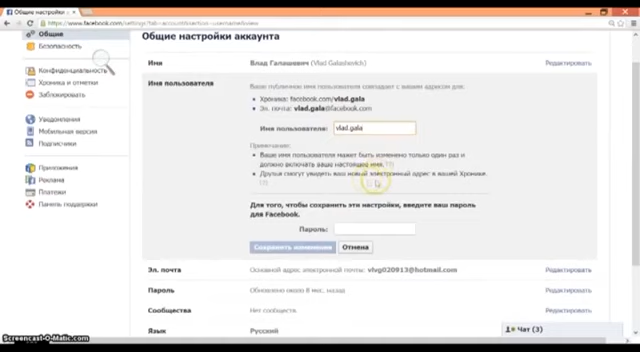 Общие настройки а
https://www.facebook.com/settings?tab=account&section=username&view
Общие
Общие настройки аккаунта
Безопасность
Имя Влад Галашович (Vlad Galashovich) Редактировать
Конфиденциальность
Хроника и отметки
Заблокировать
Имя пользователя Ваше публичное имя пользователя совпадает с вашим адресом для:
Хроника: facebook.com/vlad.gala
Эл. почта: vlad.gala@facebook.com
Уведомления
Мобильная версия
Подписчики
Имя пользователя: vlad.gala
Примечание:
Ваше имя пользователя может быть изменено только один раз и
должно включать ваше настоящее имя. [?]
Друзья смогут увидеть ваш новый электронный адрес в вашей Хронике.
[?]
Приложения
Реклама
Платежи
Панель поддержки
Для того, чтобы сохранить эти настройки, введите ваш пароль
для Facebook.
Пароль:
Сохранить изменения Отмена
Эл. почта Основной адрес электронной почты: vlvg020913@hotmail.com Редактировать
Пароль Обновлено около 8 мес. назад Редактировать
Сообщества Нет сообществ. Редактировать
Язык Русский
Чат (3)
Screencast-O-Matic.com